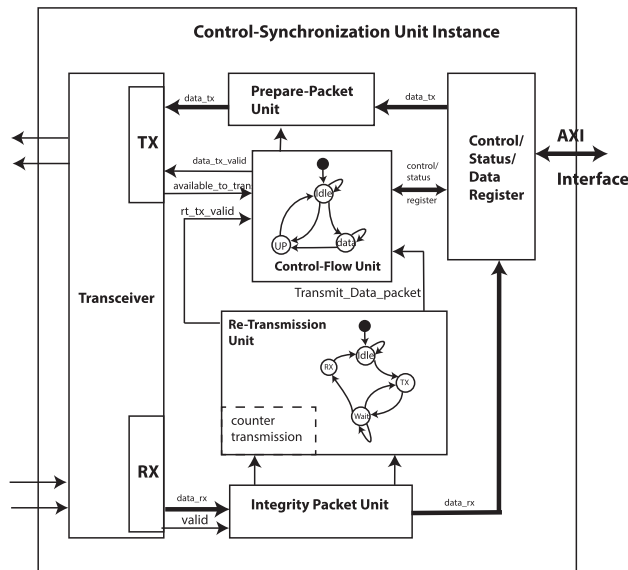 Control-Synchronization Unit Instance
data_tx
Prepare-Packet
Unit
data_tx
TX
Control/
Status/
Data
Register
AXI
Interface
data_tx_valid
available_to_tran
rt_tx_valid
Idle
UP
data
Control-Flow Unit
control/
status
register
Transceiver
Transmit_Data_packet
Re-Transmission
Unit
Idle
RX
TX
Wait
counter
transmission
RX
data_rx
valid
Integrity Packet Unit
data_rx